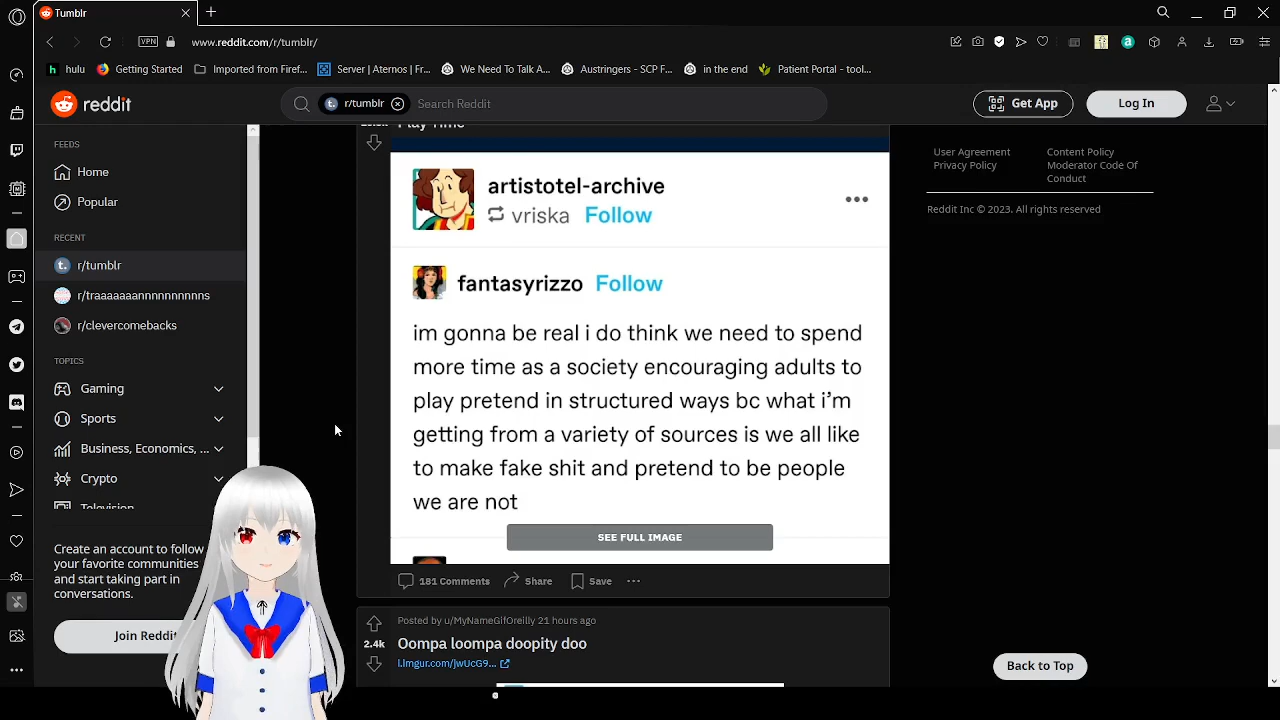 Tumblr
VPN
www.reddit.com/r/tumblr/
hulu
Getting Started
Imported from Firef...
Server | Aternos | Fr...
We Need To Talk A...
Austringers - SCP F...
in the end
Patient Portal - tool...
reddit
r/tumblr
Search Reddit
Get App
Log In
FEEDS
Home
Popular
RECENT
r/tumblr
r/traaaaaaannnnnnnnnns
r/clevercomebacks
TOPICS
Gaming
Sports
Business, Economics, ...
Crypto
Television
Create an account to follow
your favorite communities
and start taking part in
conversations.
Join Reddit
Play Time
artistotel-archive
vriska Follow
fantasyrizzo Follow
im gonna be real i do think we need to spend
more time as a society encouraging adults to
play pretend in structured ways bc what i'm
getting from a variety of sources is we all like
to make fake shit and pretend to be people
we are not
SEE FULL IMAGE
181 Comments Share Save
Posted by u/MyNameGifOreilly 21 hours ago
2.4k
Oompa loompa doopity doo
i.imgur.com/jwUcG9...
User Agreement
Privacy Policy
Content Policy
Moderator Code Of
Conduct
Reddit Inc © 2023. All rights reserved
Back to Top